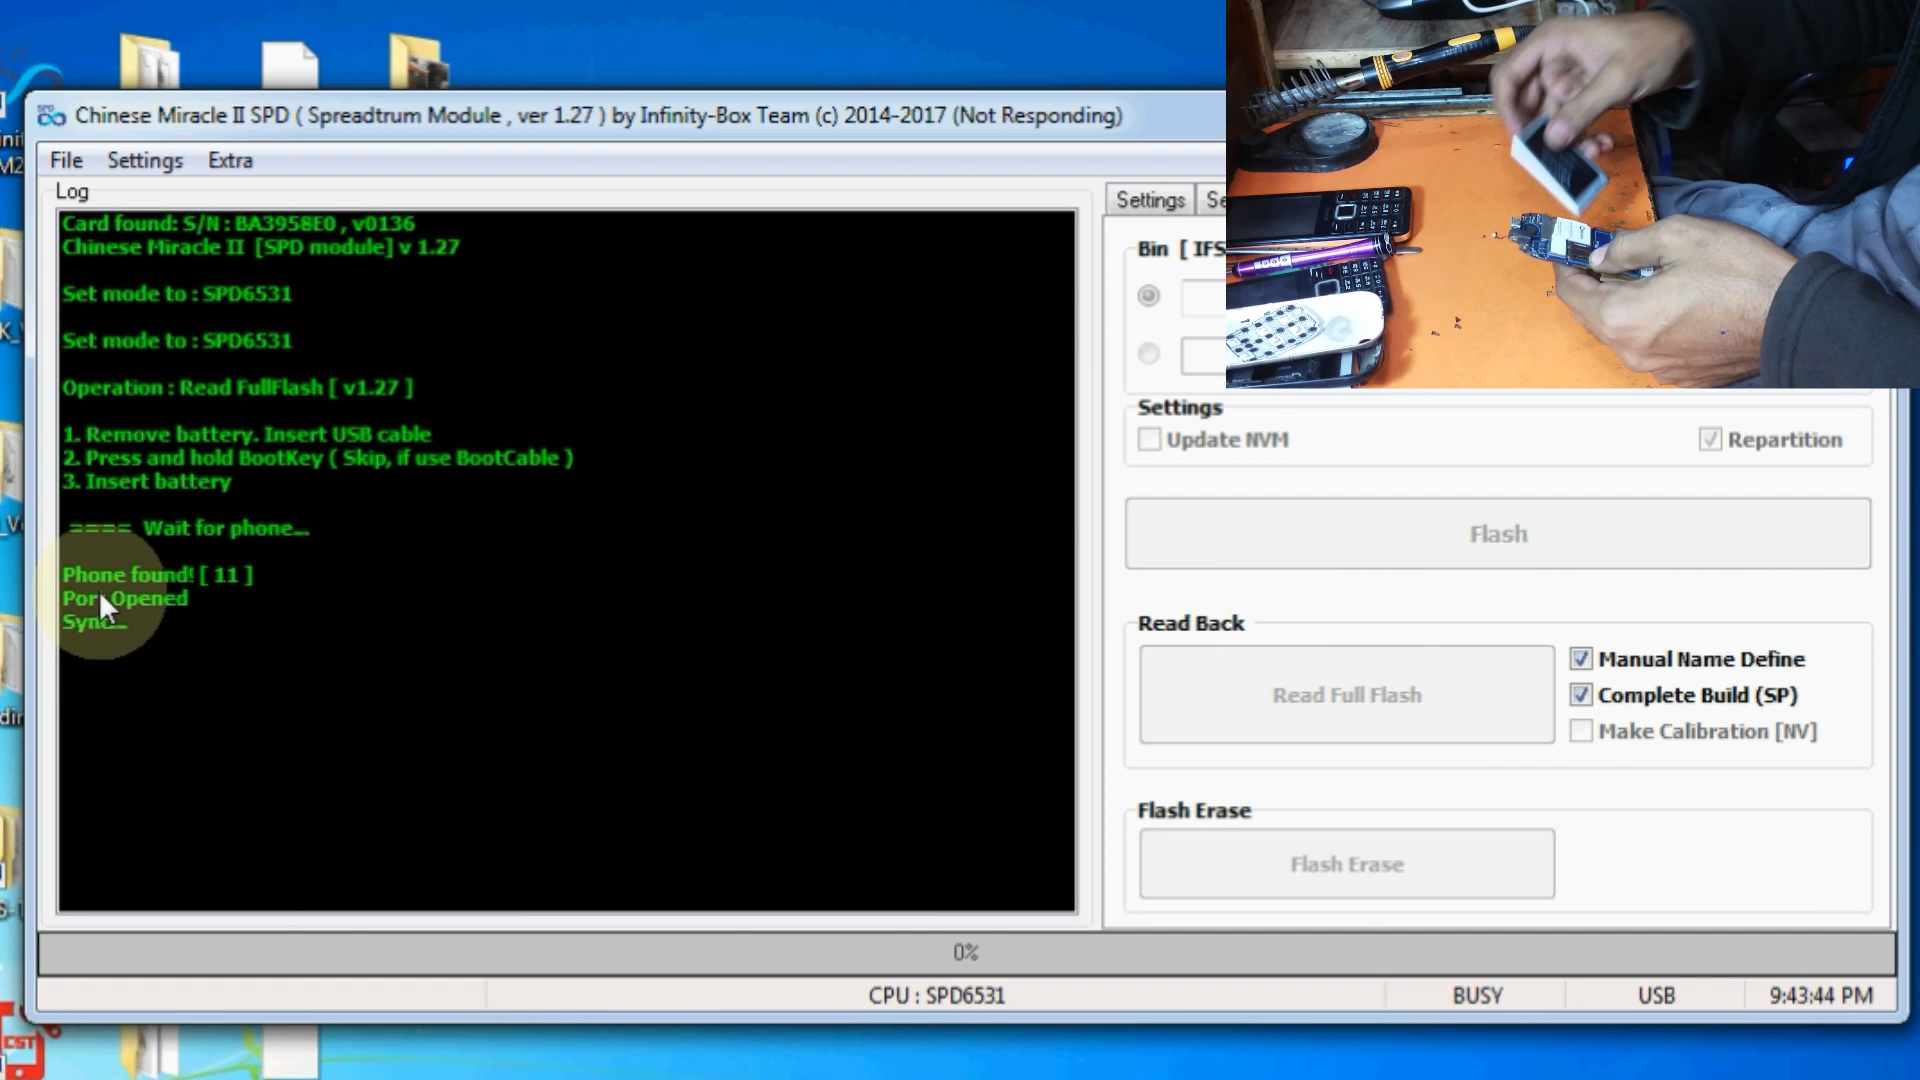 Chinese Miracle II SPD ( Spreadtrum Module , ver 1.27 ) by Infinity-Box Team (c) 2014-2017 (Not Responding)
File Settings Extra
Log
Card found: S/N : BA3958E0 , v0136
Chinese Miracle II [SPD module] v 1.27
Set mode to : SPD6531
Set mode to : SPD6531
Operation : Read FullFlash [ v1.27 ]
1. Remove battery. Insert USB cable
2. Press and hold BootKey ( Skip, if use BootCable )
3. Insert battery
==== Wait for phone...
Phone found! [ 11 ]
Port Opened
Sync...
Settings
Bin [ IFS
Settings
Update NVM
Repartition
Flash
Read Back
Read Full Flash
Manual Name Define
Complete Build (SP)
Make Calibration [NV]
Flash Erase
Flash Erase
0%
CPU : SPD6531
BUSY
USB
9:43:44 PM